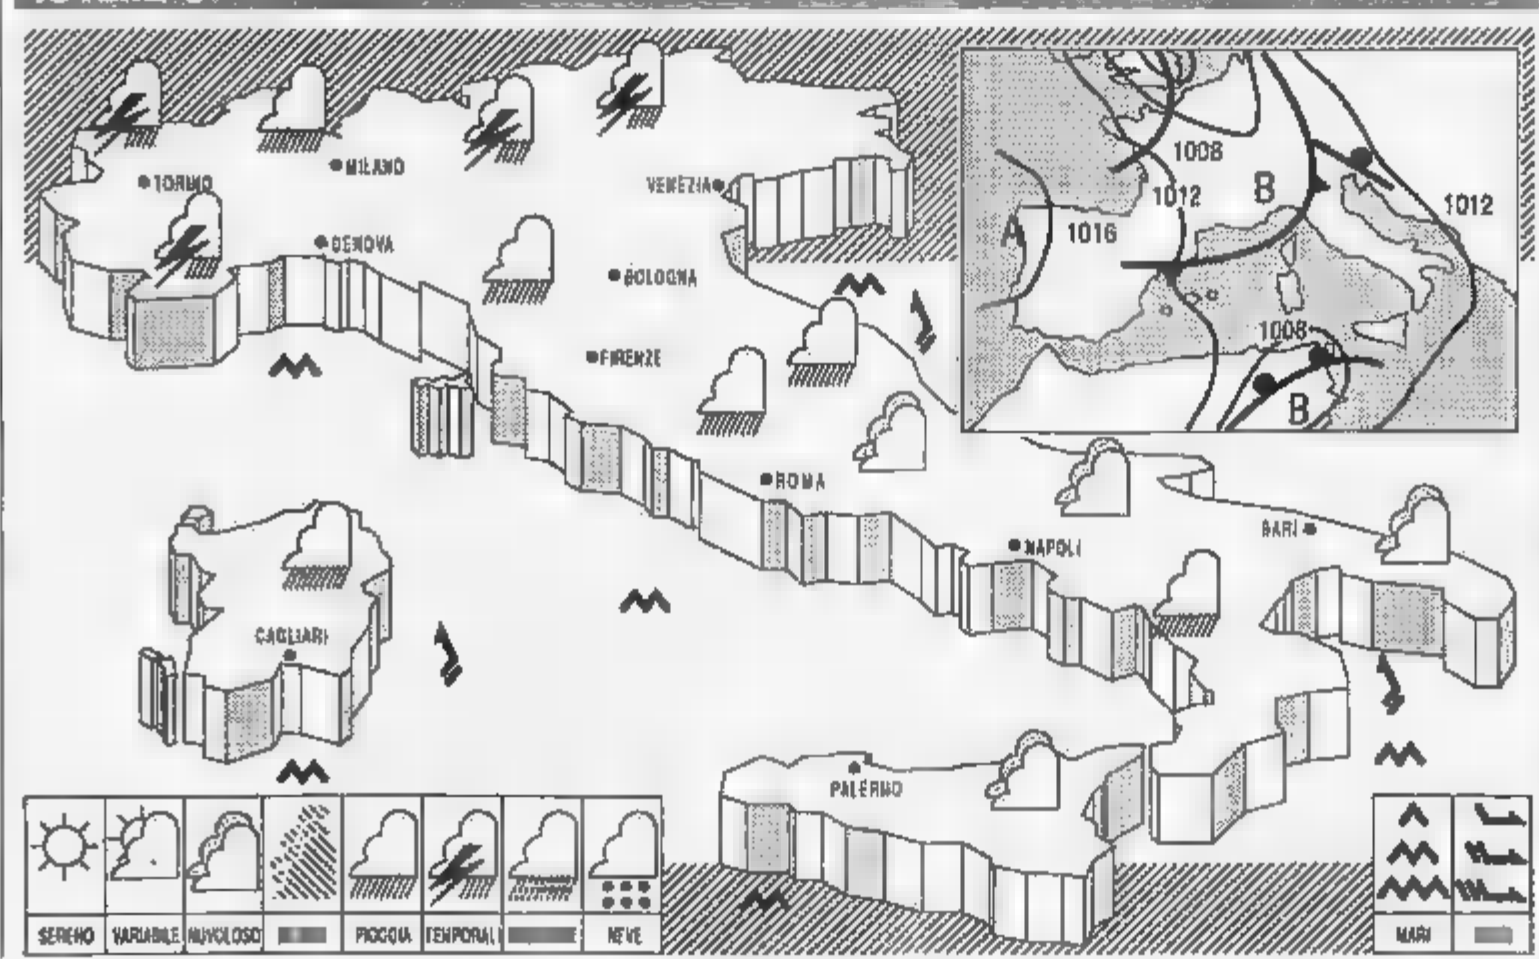 MILANO
TORINO
VENEZIA
GENOVA
BOLOGNA
FIRENZE
ROMA
NAPOLI
BARI
CAGLIARI
PALERMO
1008
1012
B
1012
A
1016
1008
B
SERENO VARIABILE NUVOLOSO PIOGGIA TEMPORALI NEVE
MARI